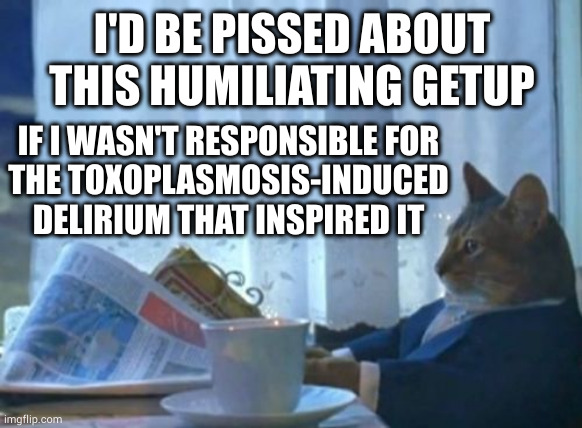 I'D BE PISSED ABOUT
THIS HUMILIATING GETUP
IF I WASN'T RESPONSIBLE FOR
THE TOXOPLASMOSIS-INDUCED
DELIRIUM THAT INSPIRED IT
imgflip.com